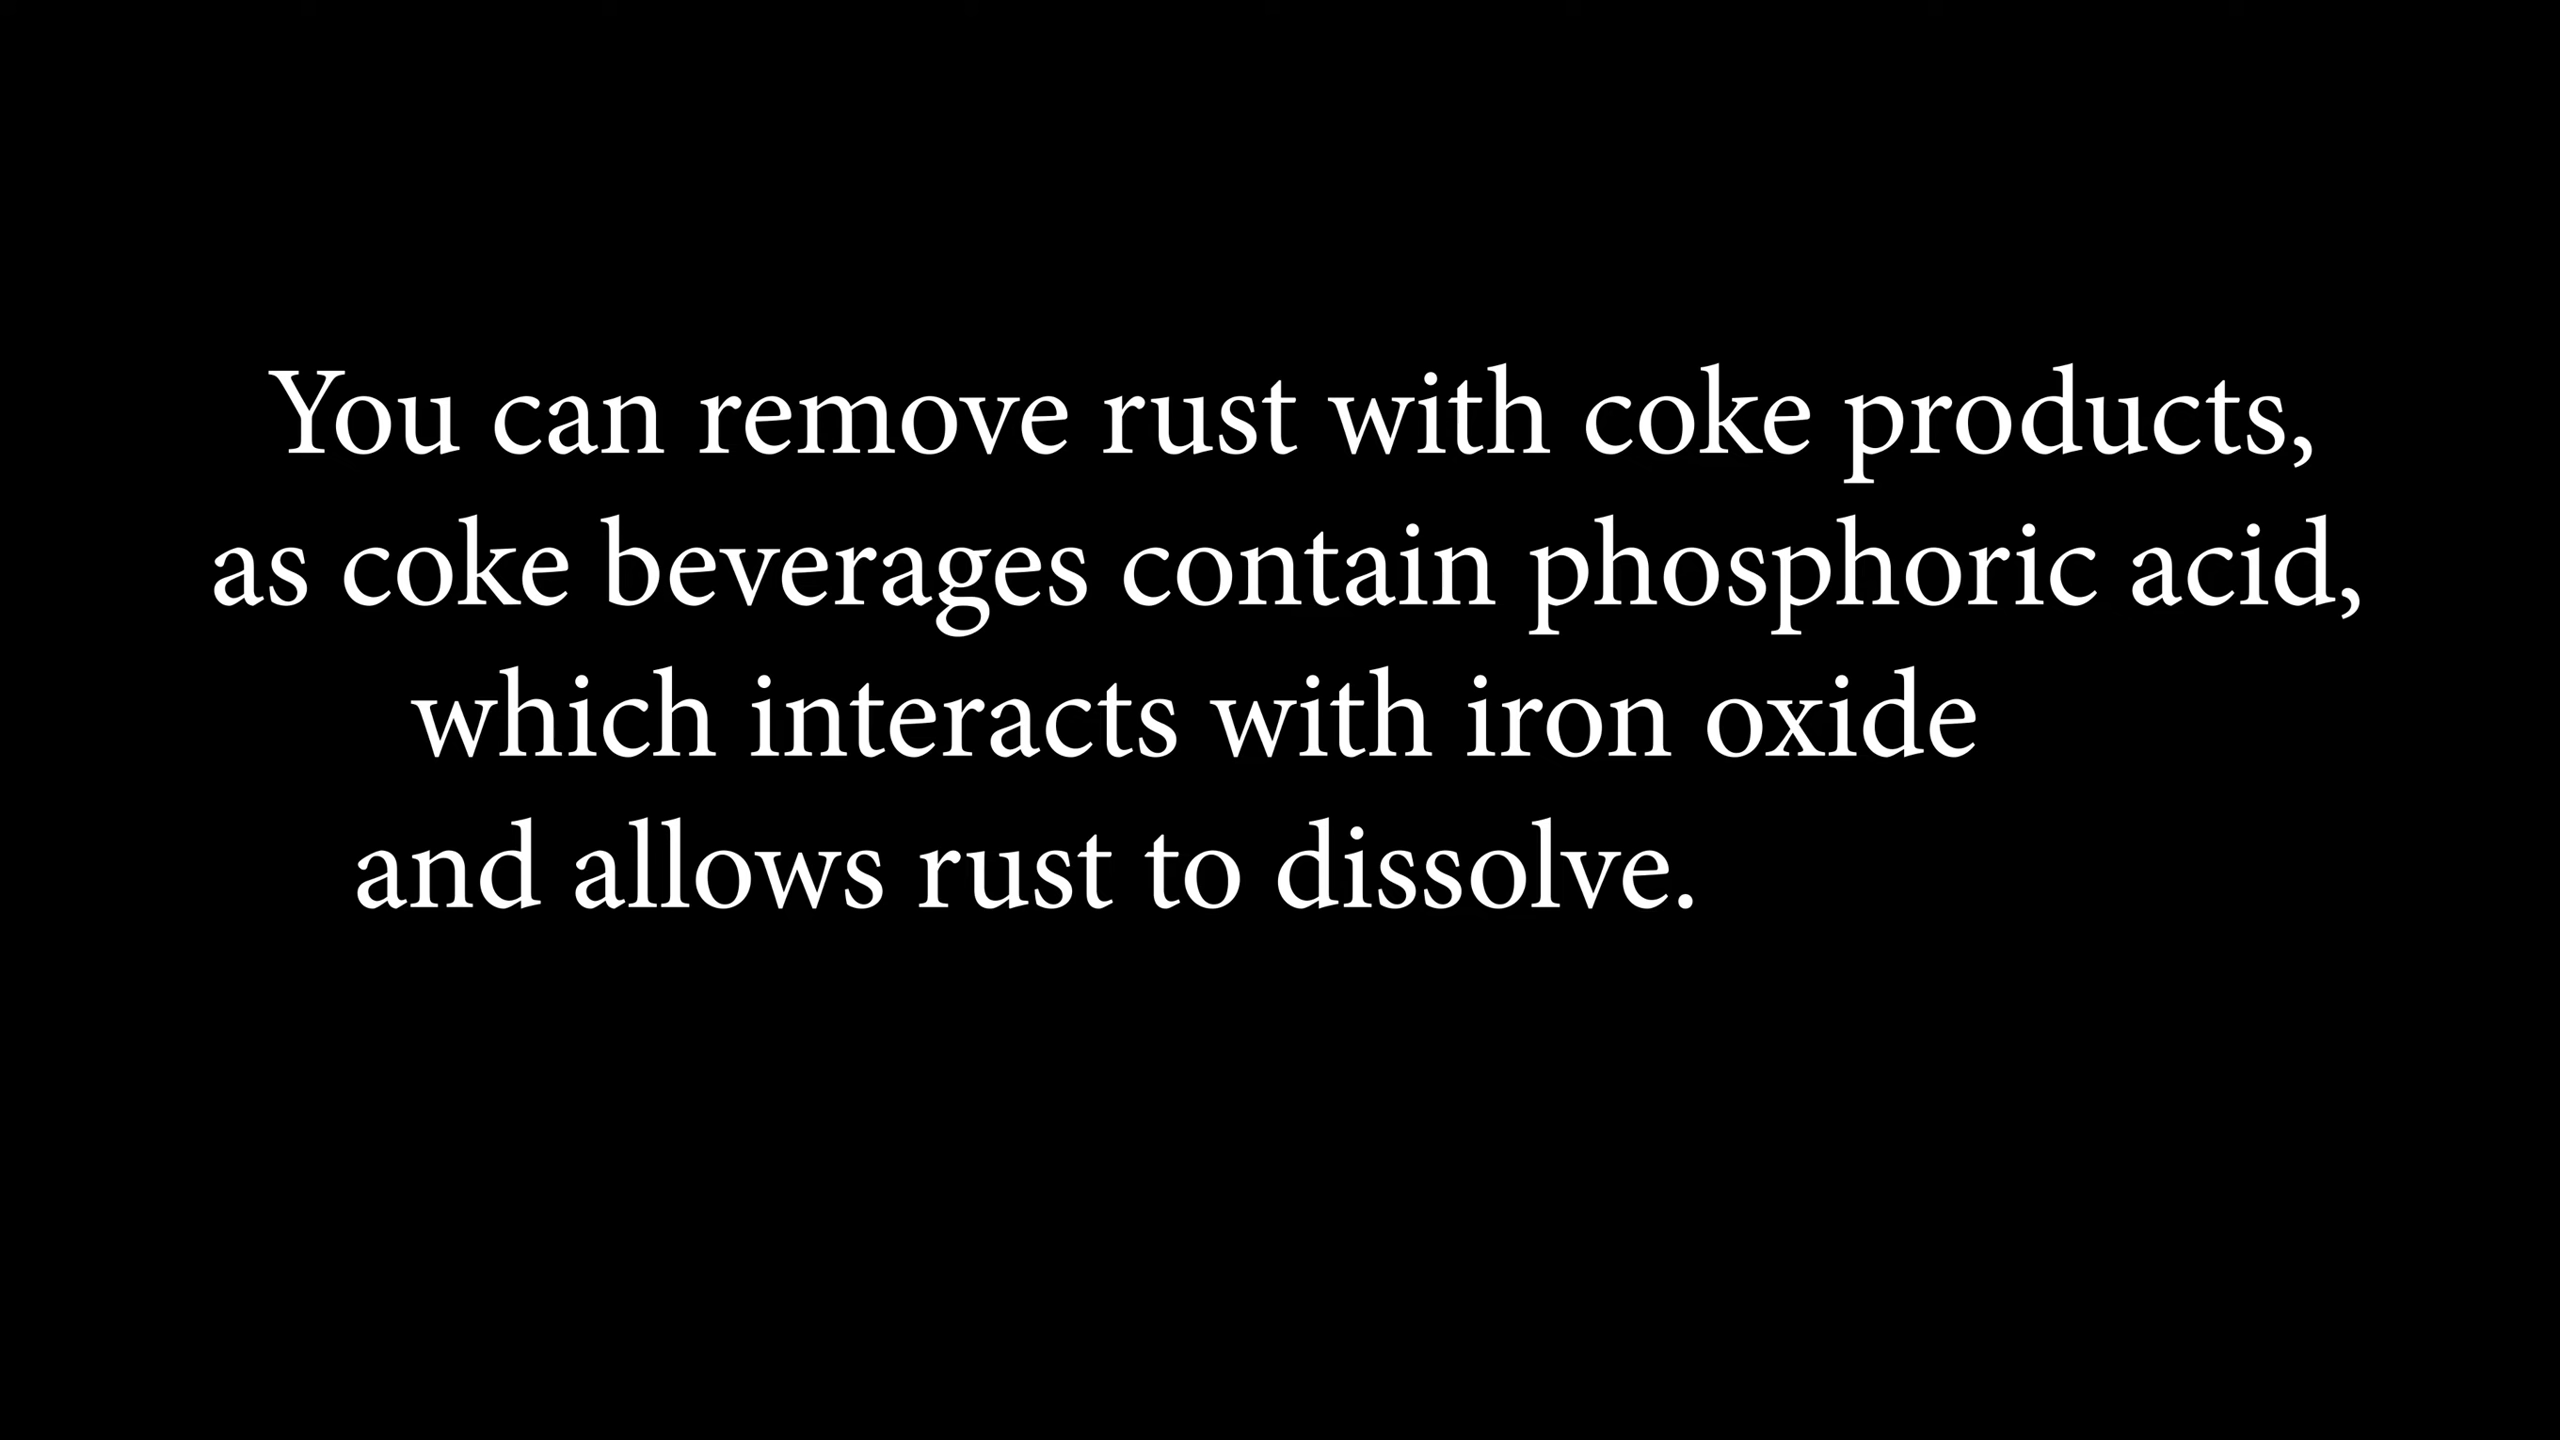 You can remove rust with coke products,
as coke beverages contain phosphoric acid,
which interacts with iron oxide
and allows rust to dissolve.